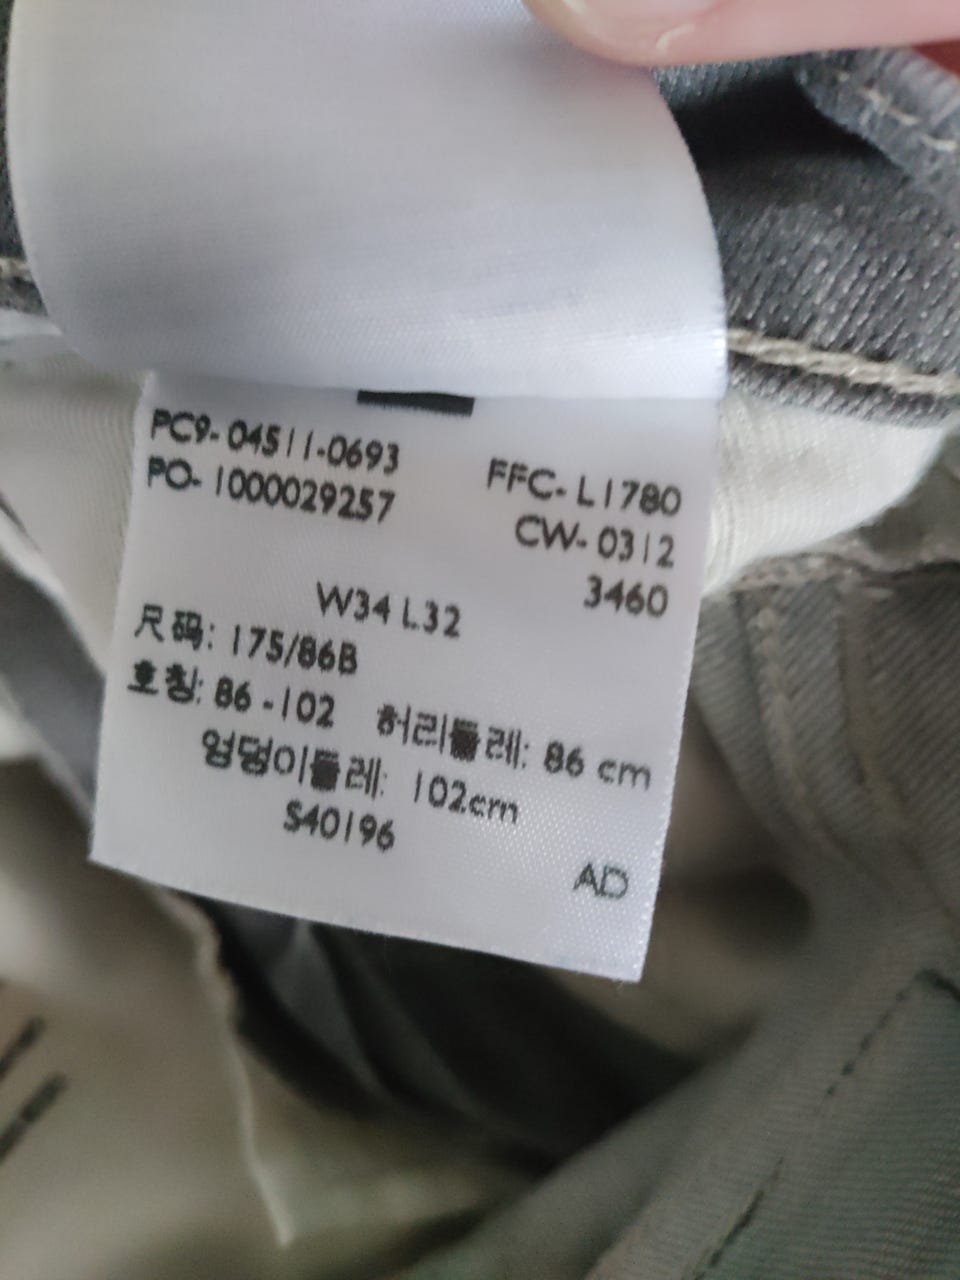 PC9-04511-0693
PO-1000029257
FFC-L1780
CW-0312
3460
W34 L32
尺码: 175/86B
호칭: 86-102 허리둘레: 86 cm
엉덩이둘레: 102cm
S40196
AD